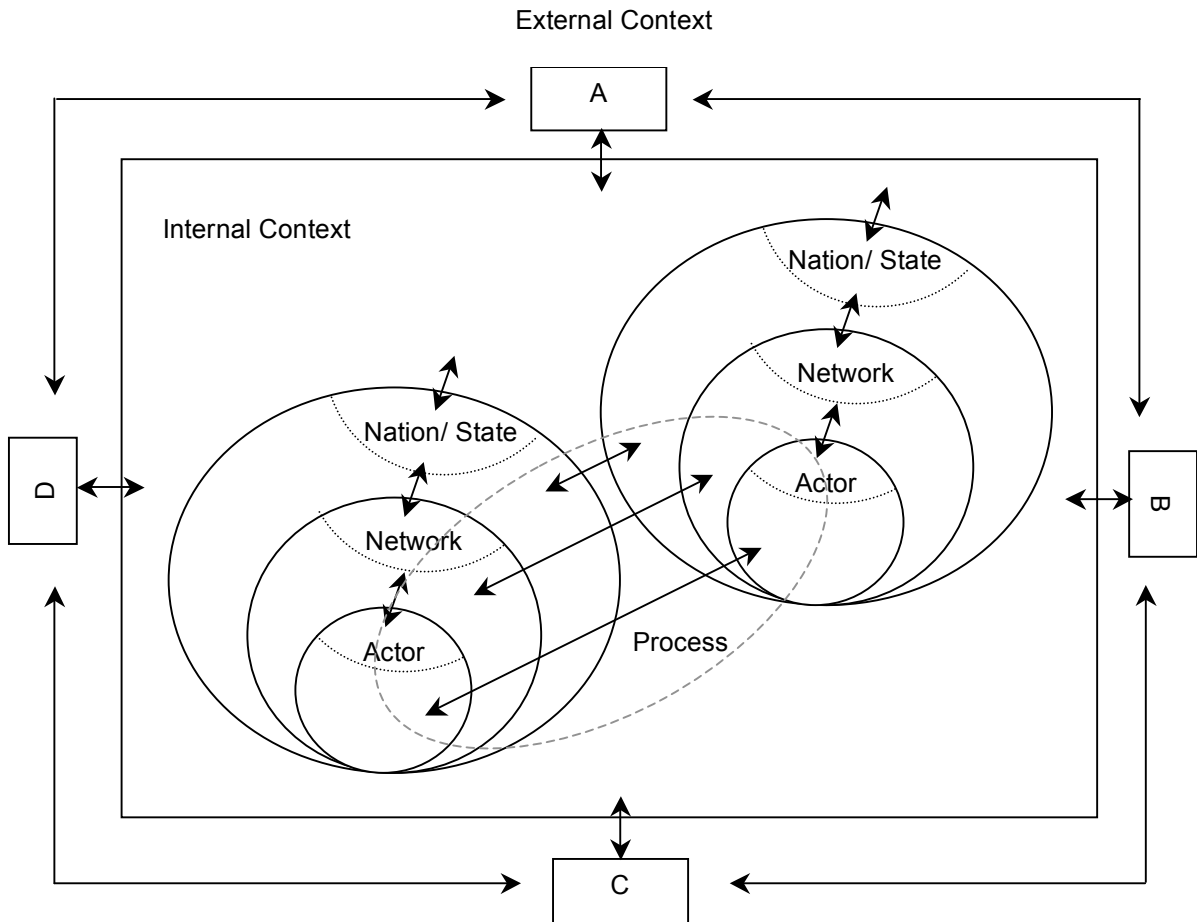 External Context
A
Internal Context
Nation/ State
Network
Actor
Nation/ State
Network
Actor
Process
D
B
C